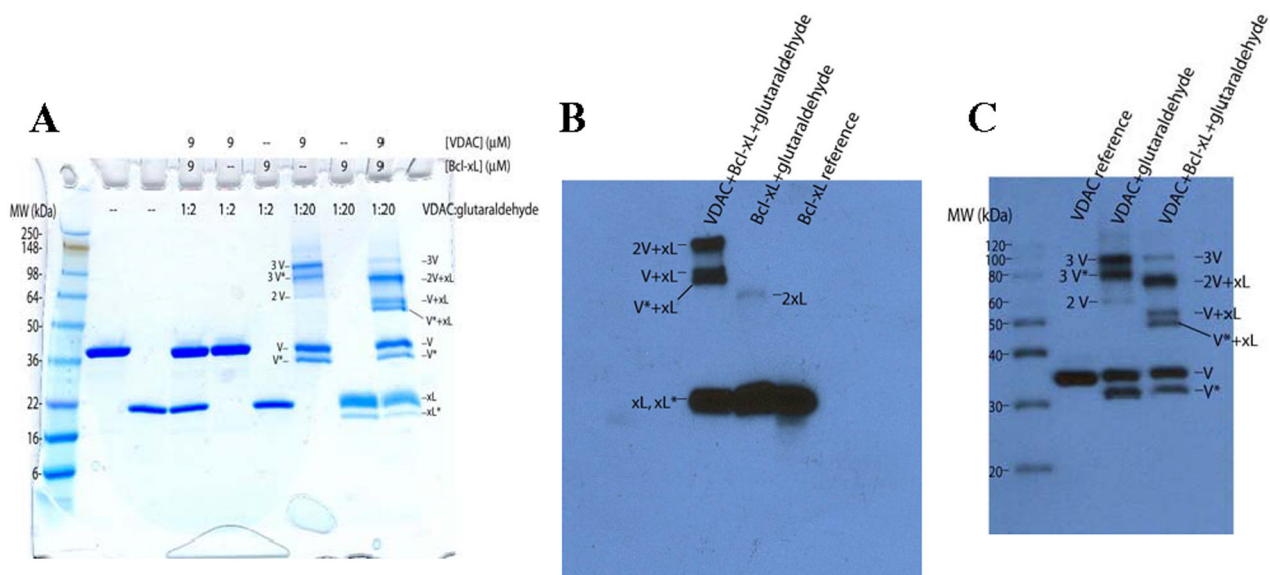 A
9 9 -- 9 -- 9 [VDAC] (μM)
9 -- 9 -- 9 9 [Bcl-xL] (μM)
MW (kDa) -- -- 1:2 1:2 1:2 1:20 1:20 1:20 VDAC:glutaraldehyde
250-
148-
98-
64-
50-
36-
22-
16-
6-
3 V-
3 V*-
2 V-
V-
V*-
-3V
-2V+xL
-V+xL
V*+xL
-V
-V*
-xL
-xL*
B
VDAC+Bcl-xL+glutaraldehyde
Bcl-xL+glutaraldehyde
Bcl-xL reference
2V+xL-
V+xL-
V*+xL
-2xL
xL, xL*-
C
VDAC reference
VDAC+glutaraldehyde
VDAC+Bcl-xL+glutaraldehyde
MW (kDa)
120-
100-
80-
60-
50-
40-
30-
20-
3 V-
3 V*-
2 V-
-3V
-2V+xL
-V+xL
V*+xL
-V
-V*